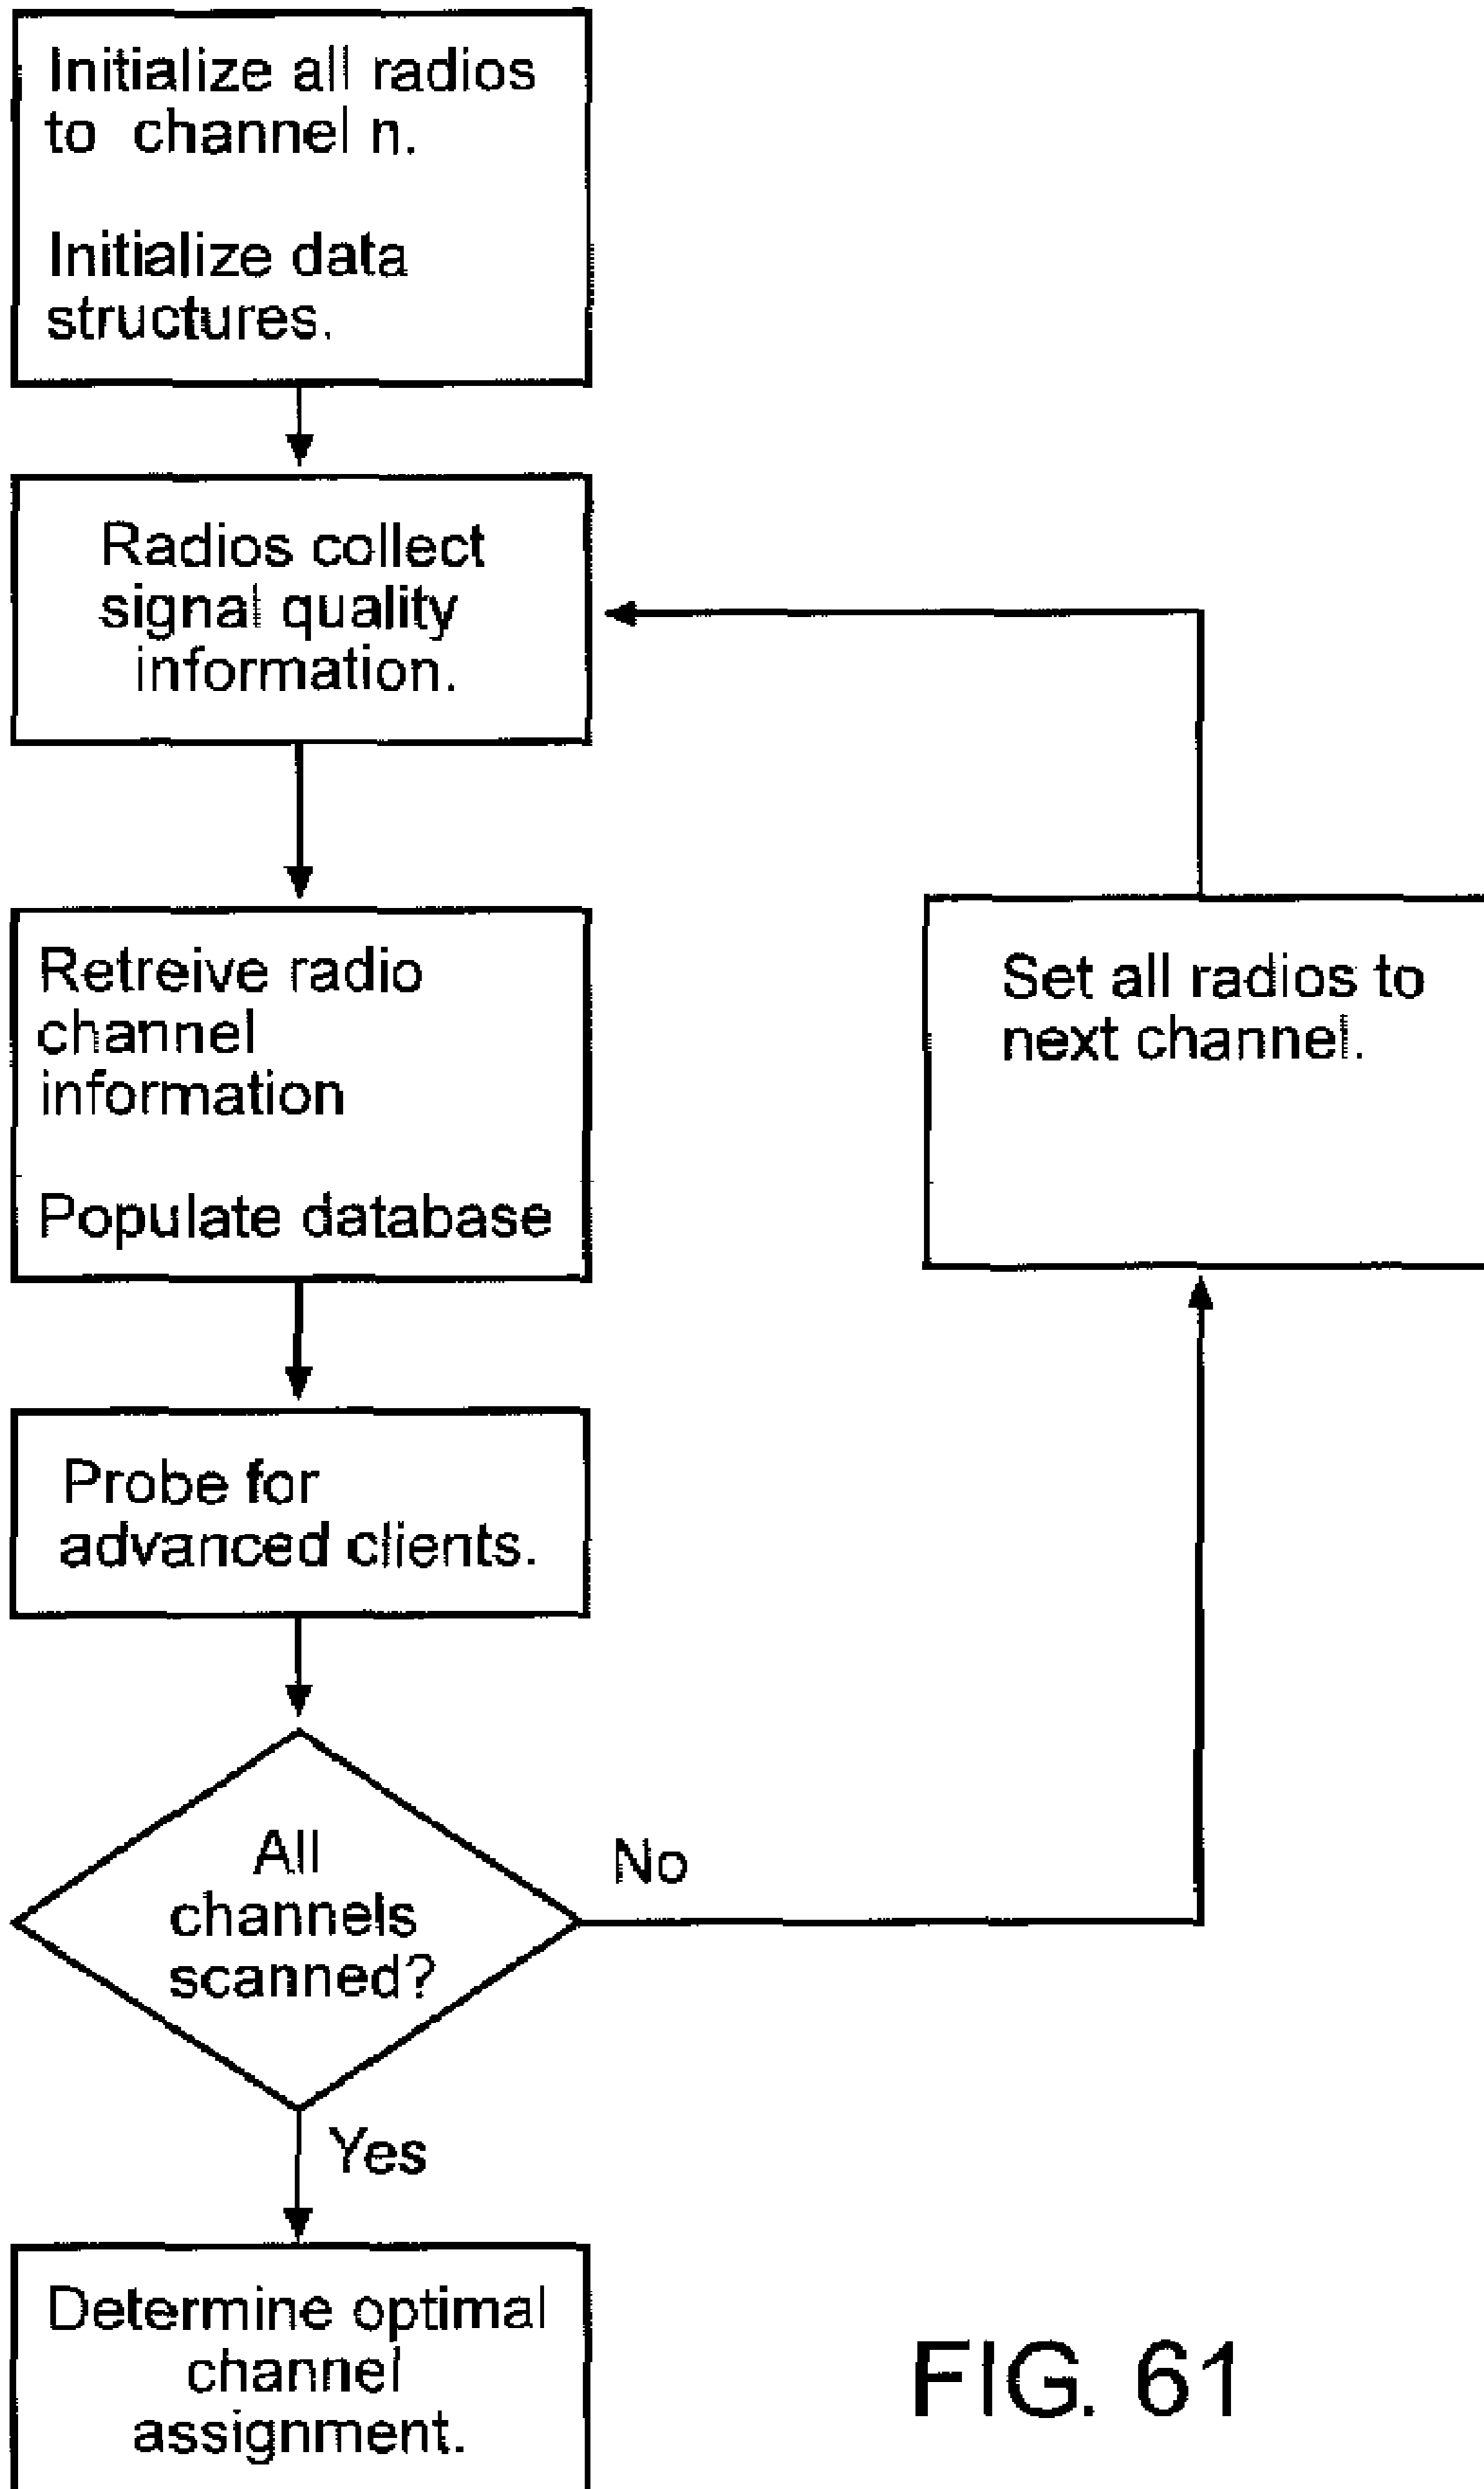 Initialize all radios
to channel n.
Initialize data
structures.
Radios collect
signal quality
information.
Retreive radio
channel
information
Populate database
Set all radios to
next channel.
Probe for
advanced clients.
All
channels
scanned?
No
Yes
Determine optimal
channel
assignment.
FIG. 61